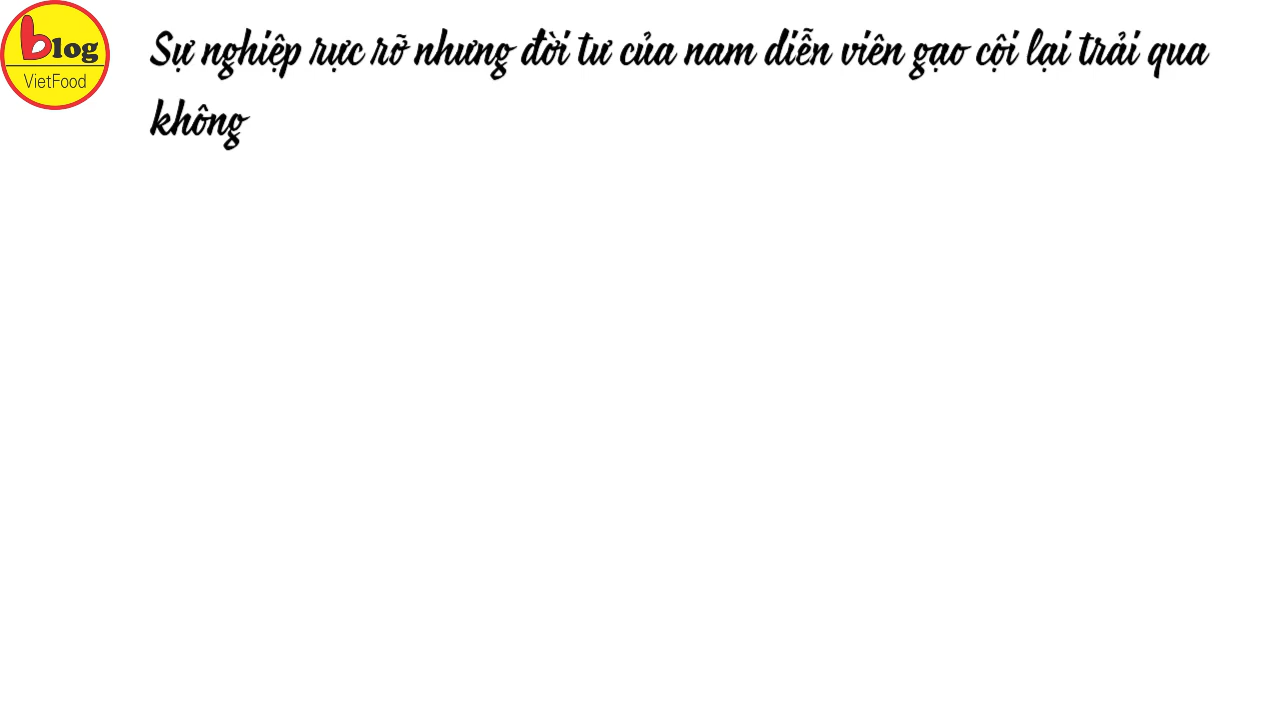 blog
VietFood
Sự nghiệp rực rỡ nhưng đời tư của nam diễn viên gạo cội lại trải qua
không